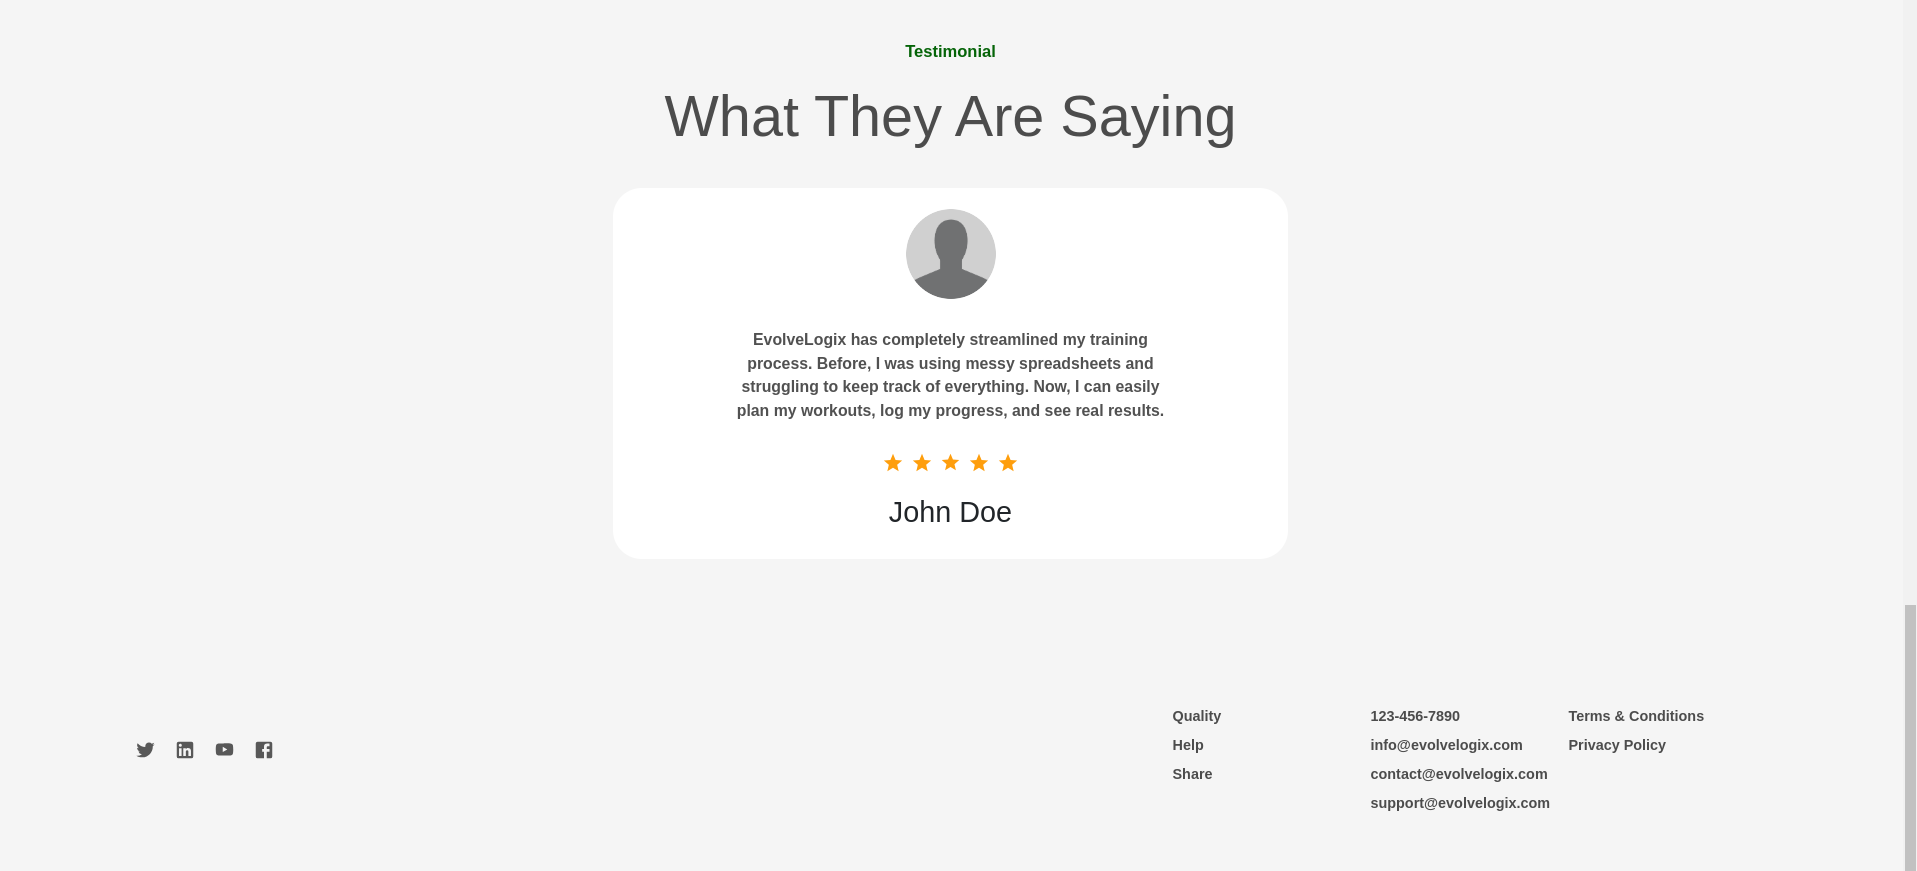 Testimonial
What They Are Saying
EvolveLogix has completely streamlined my training
process. Before, I was using messy spreadsheets and
struggling to keep track of everything. Now, I can easily
plan my workouts, log my progress, and see real results.
John Doe
Quality
Help
Share
123-456-7890
info@evolvelogix.com
contact@evolvelogix.com
support@evolvelogix.com
Terms & Conditions
Privacy Policy